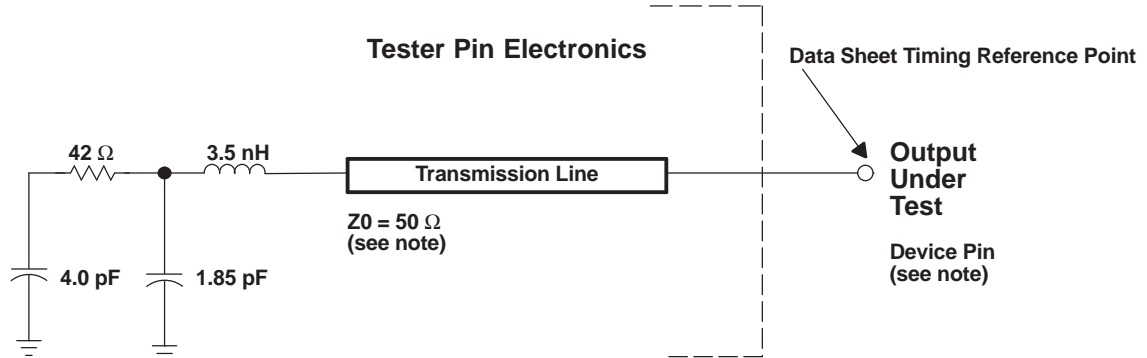 Tester Pin Electronics
Data Sheet Timing Reference Point
42 Ω
3.5 nH
Transmission Line
Output
Under
Test
Z0 = 50 Ω
(see note)
Device Pin
(see note)
4.0 pF
1.85 pF